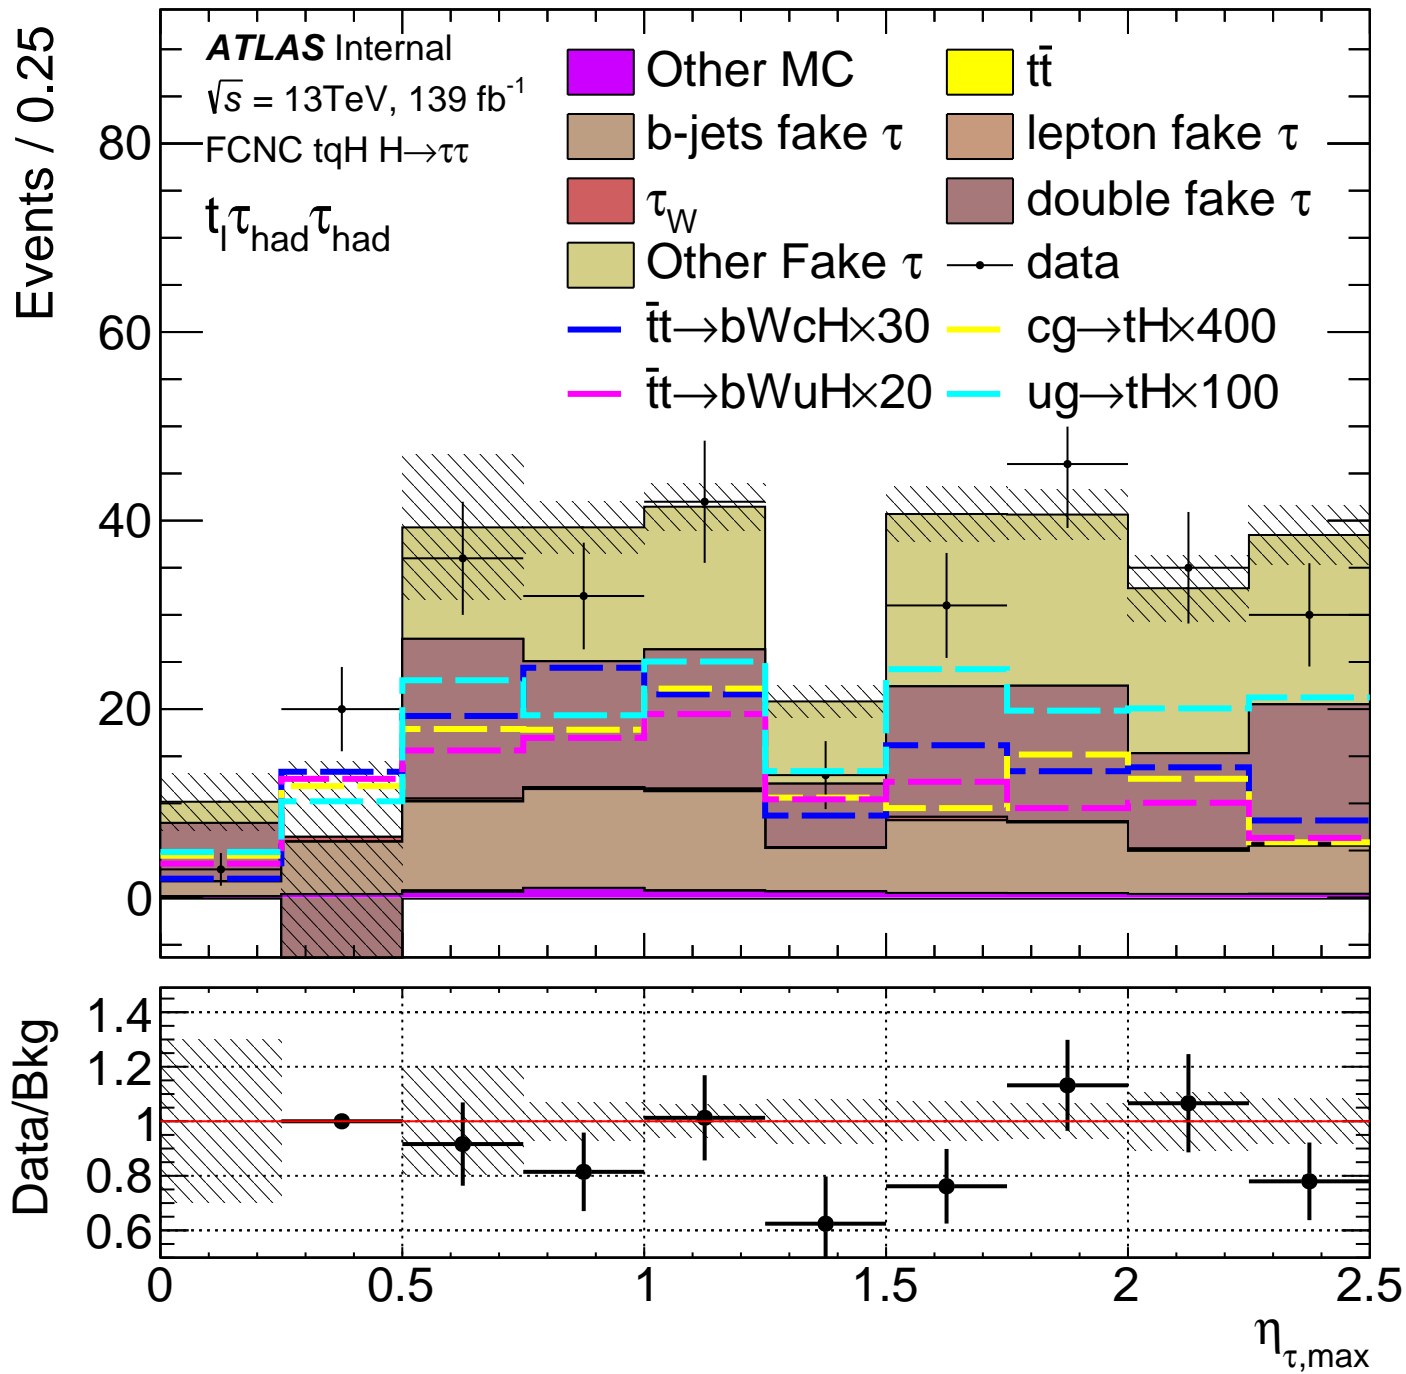 Events / 0.25
ATLAS Internal
√s = 13TeV, 139 fb⁻¹
FCNC tqH H→ττ
tₗτ_hadτ_had
Other MC
tt̄
b-jets fake τ
lepton fake τ
τ_W
double fake τ
Other Fake τ
data
t̄t→bWcH×30
cg→tH×400
t̄t→bWuH×20
ug→tH×100
80
60
40
20
0
Data/Bkg
1.4
1.2
1
0.8
0.6
0 0.5 1 1.5 2 2.5
η_τ,max